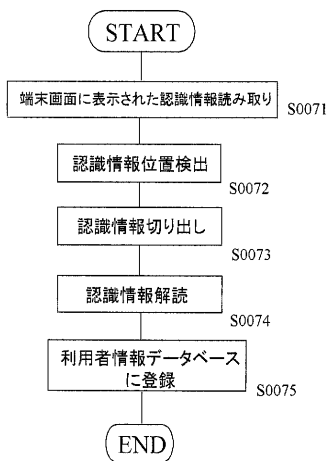 START
端末画面に表示された認識情報読み取り
S0071
認識情報位置検出
S0072
認識情報切り出し
S0073
認識情報解読
S0074
利用者情報データベース
に登録
S0075
END